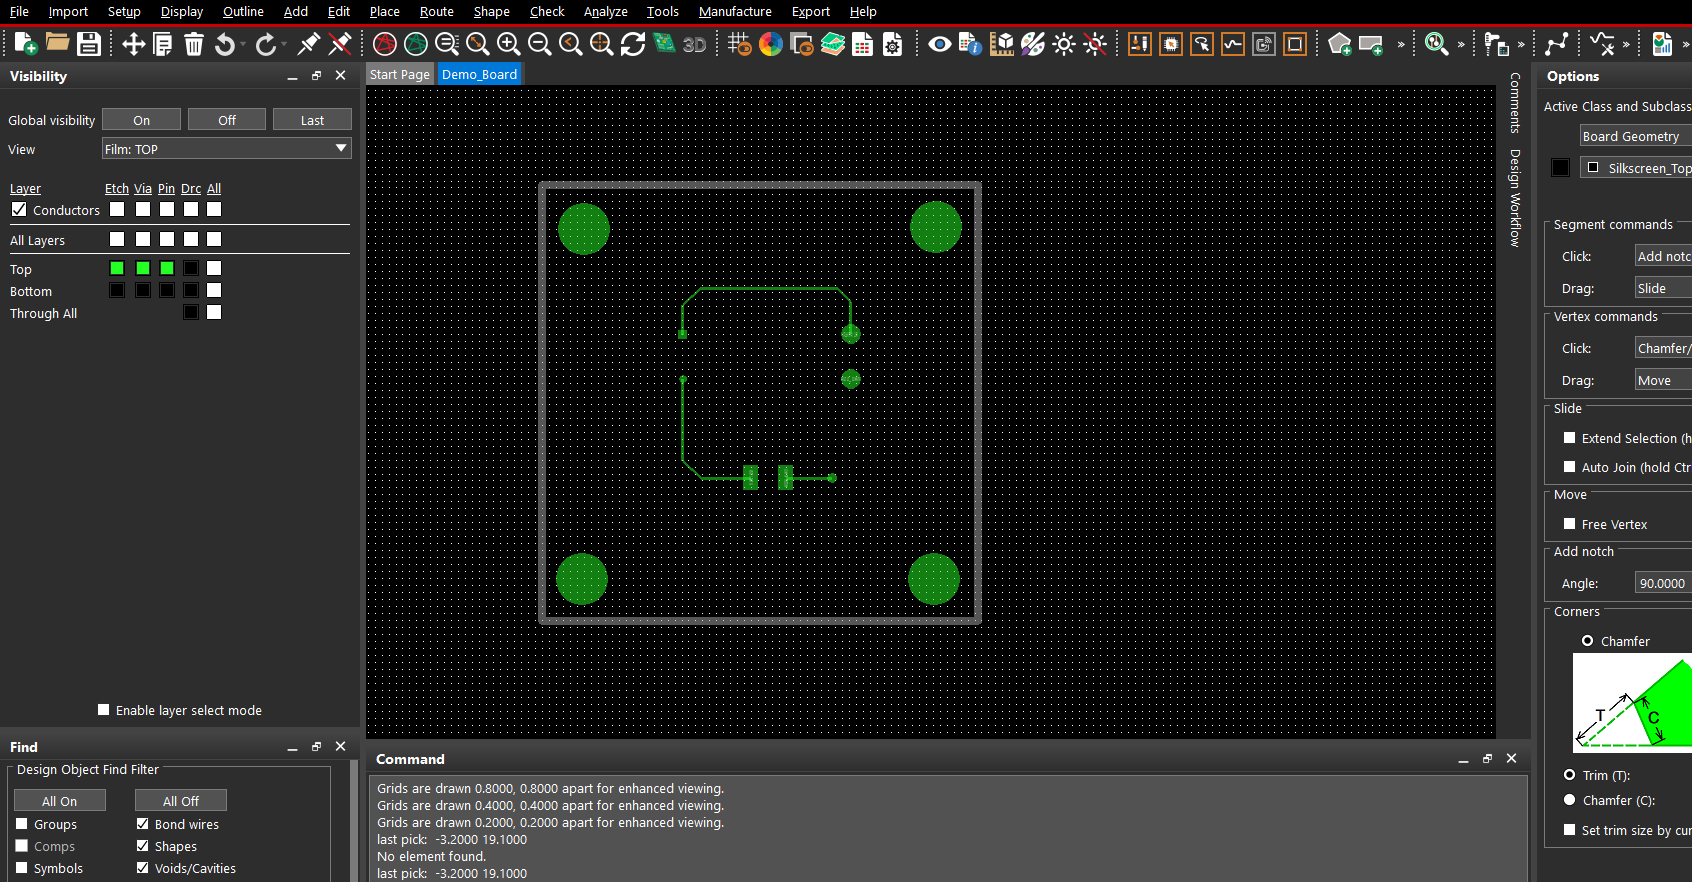 File Import Setup Display Outline Add Edit Place Route Shape Check Analyze Tools Manufacture Export Help
3D » » » » »
Visibility
Global visibility On Off Last
View Film: TOP
Layer Etch Via Pin Drc All
Conductors
All Layers
Top
Bottom
Through All
Enable layer select mode
Find
Design Object Find Filter
All On All Off
Groups Bond wires
Comps Shapes
Symbols Voids/Cavities
Start Page Demo_Board
Command
Grids are drawn 0.8000, 0.8000 apart for enhanced viewing.
Grids are drawn 0.4000, 0.4000 apart for enhanced viewing.
Grids are drawn 0.2000, 0.2000 apart for enhanced viewing.
last pick: -3.2000 19.1000
No element found.
last pick: -3.2000 19.1000
Comments
Design Workflow
Options
Active Class and Subclass
Board Geometry
Silkscreen_Top
Segment commands
Click: Add notc
Drag: Slide
Vertex commands
Click: Chamfer/
Drag: Move
Slide
Extend Selection (h
Auto Join (hold Ctr
Move
Free Vertex
Add notch
Angle: 90.0000
Corners
Chamfer
T
C
Trim (T):
Chamfer (C):
Set trim size by cur